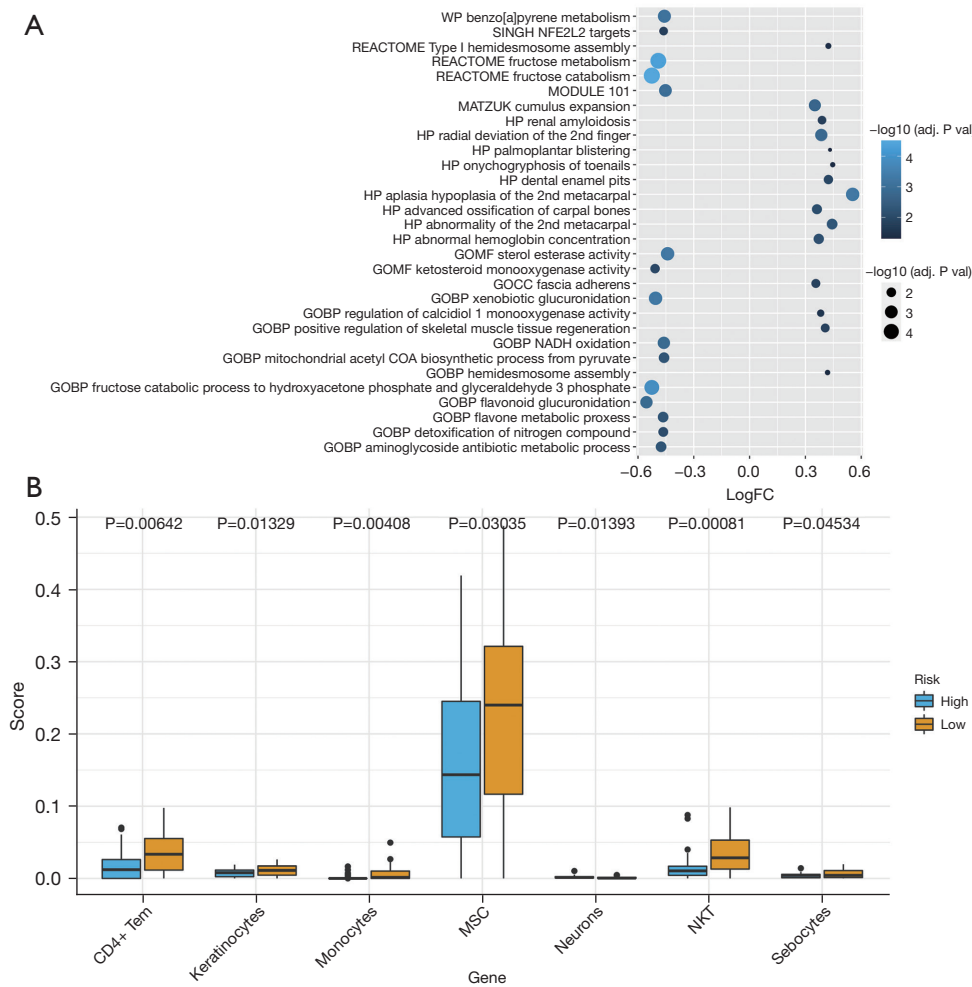 A
WP benzo[a]pyrene metabolism
SINGH NFE2L2 targets
REACTOME Type I hemidesmosome assembly
REACTOME fructose metabolism
REACTOME fructose catabolism
MODULE 101
MATZUK cumulus expansion
HP renal amyloidosis
HP radial deviation of the 2nd finger
HP palmoplantar blistering
HP onychogryphosis of toenails
HP dental enamel pits
HP aplasia hypoplasia of the 2nd metacarpal
HP advanced ossification of carpal bones
HP abnormality of the 2nd metacarpal
HP abnormal hemoglobin concentration
GOMF sterol esterase activity
GOMF ketosteroid monooxygenase activity
GOCC fascia adherens
GOBP xenobiotic glucuronidation
GOBP regulation of calcidiol 1 monooxygenase activity
GOBP positive regulation of skeletal muscle tissue regeneration
GOBP NADH oxidation
GOBP mitochondrial acetyl COA biosynthetic process from pyruvate
GOBP hemidesmosome assembly
GOBP fructose catabolic process to hydroxyacetone phosphate and glyceraldehyde 3 phosphate
GOBP flavonoid glucuronidation
GOBP flavone metabolic proxess
GOBP detoxification of nitrogen compound
GOBP aminoglycoside antibiotic metabolic process
−0.6 −0.3 0.0 0.3 0.6
LogFC
−log10 (adj. P val
4
3
2
−log10 (adj. P val)
2
3
4
B
P=0.00642 P=0.01329 P=0.00408 P=0.03035 P=0.01393 P=0.00081 P=0.04534
0.5
0.4
0.3
0.2
0.1
0.0
Score
CD4+ Tem
Keratinocytes
Monocytes
MSC
Neurons
NKT
Sebocytes
Gene
Risk
High
Low